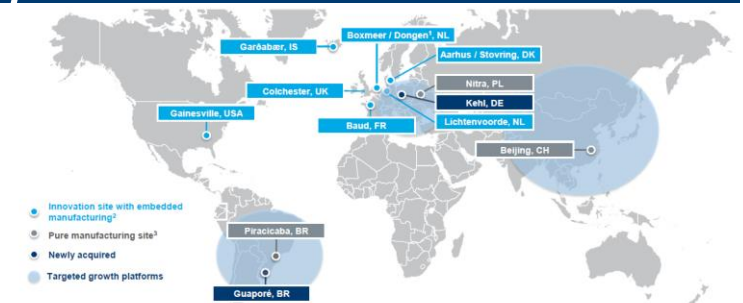 Boxmeer / Dongen¹, NL
Garðabær, IS
Aarhus / Stovring, DK
Nitra, PL
Colchester, UK
Kehl, DE
Gainesville, USA
Lichtenvoorde, NL
Baud, FR
Beijing, CH
Innovation site with embedded
manufacturing²
Pure manufacturing site³
Newly acquired
Targeted growth platforms
Piracicaba, BR
Guaporé, BR